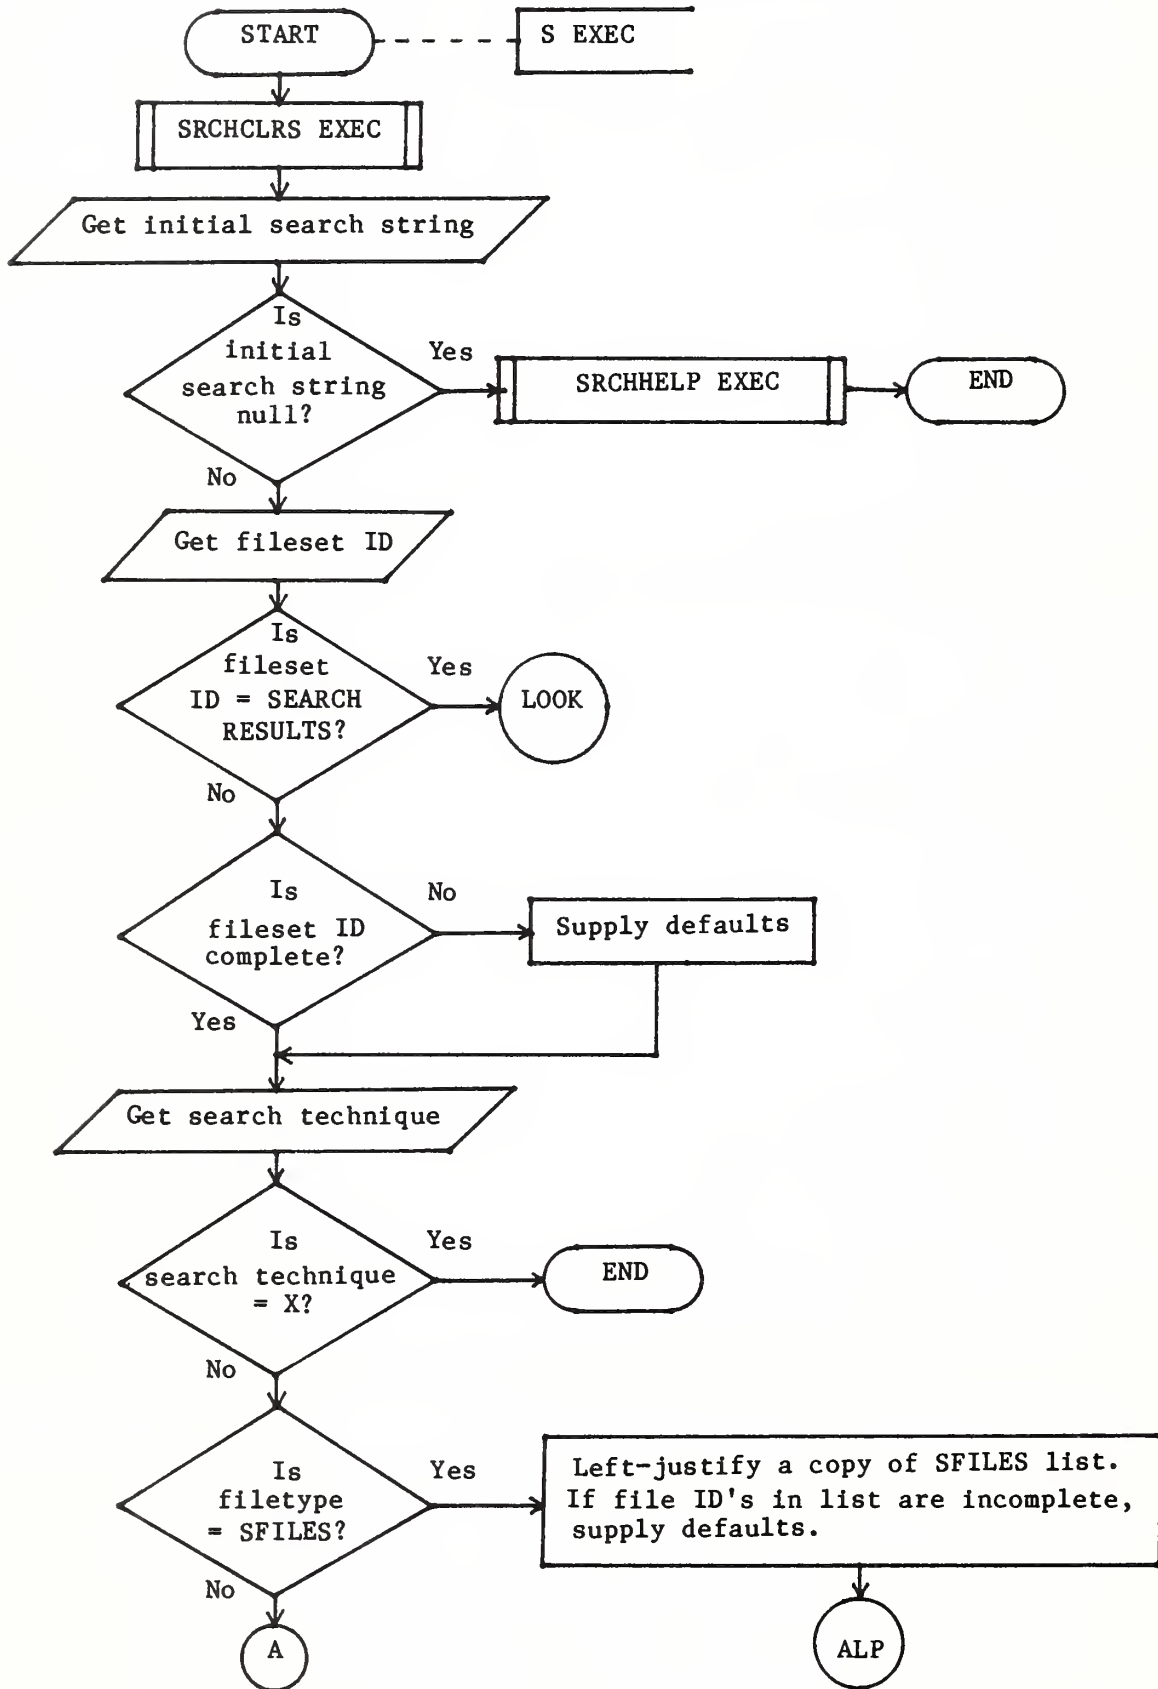 START
S EXEC
SRCHCLRS EXEC
Get initial search string
Is
initial
search string
null?
Yes
SRCHHELP EXEC
END
No
Get fileset ID
Is
fileset
ID = SEARCH
RESULTS?
Yes
LOOK
No
Is
fileset ID
complete?
No
Supply defaults
Yes
Get search technique
Is
search technique
= X?
Yes
END
No
Is
filetype
= SFILES?
Yes
Left-justify a copy of SFILES list.
If file ID's in list are incomplete,
supply defaults.
No
A
ALP